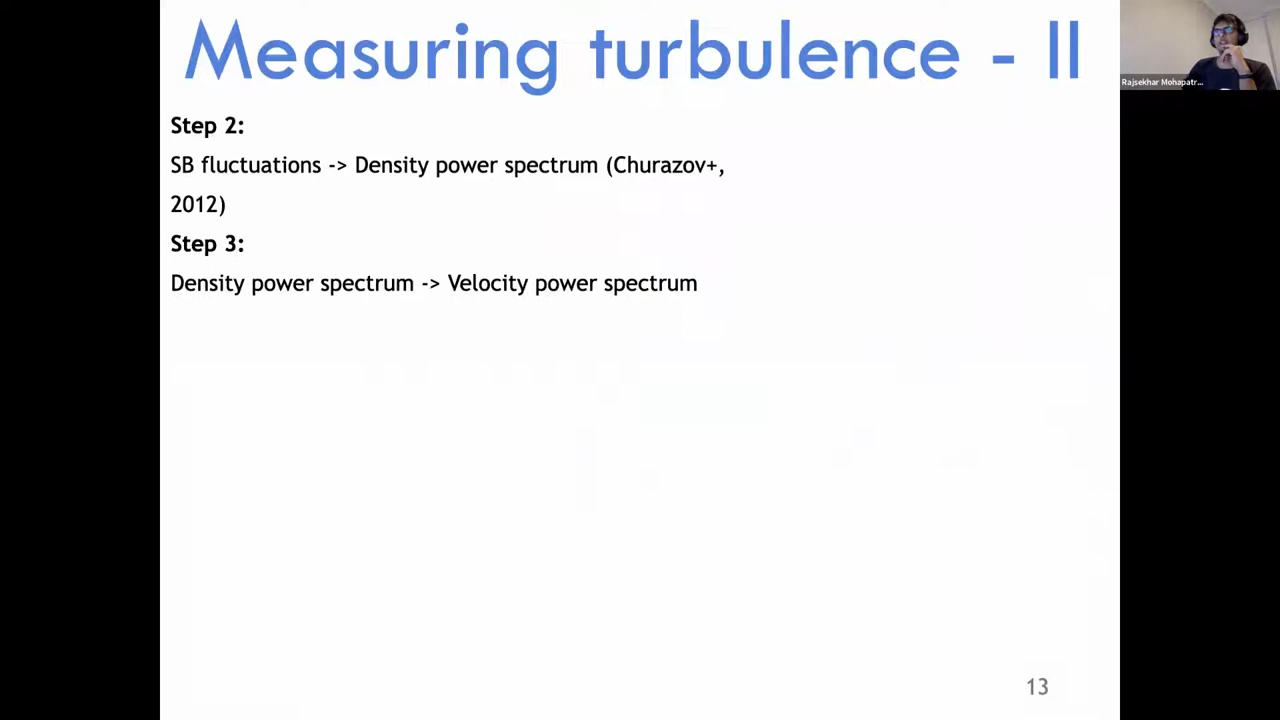 Measuring turbulence - II
Rajsekhar Mohapatr...
Step 2:
SB fluctuations -> Density power spectrum (Churazov+,
2012)
Step 3:
Density power spectrum -> Velocity power spectrum
13